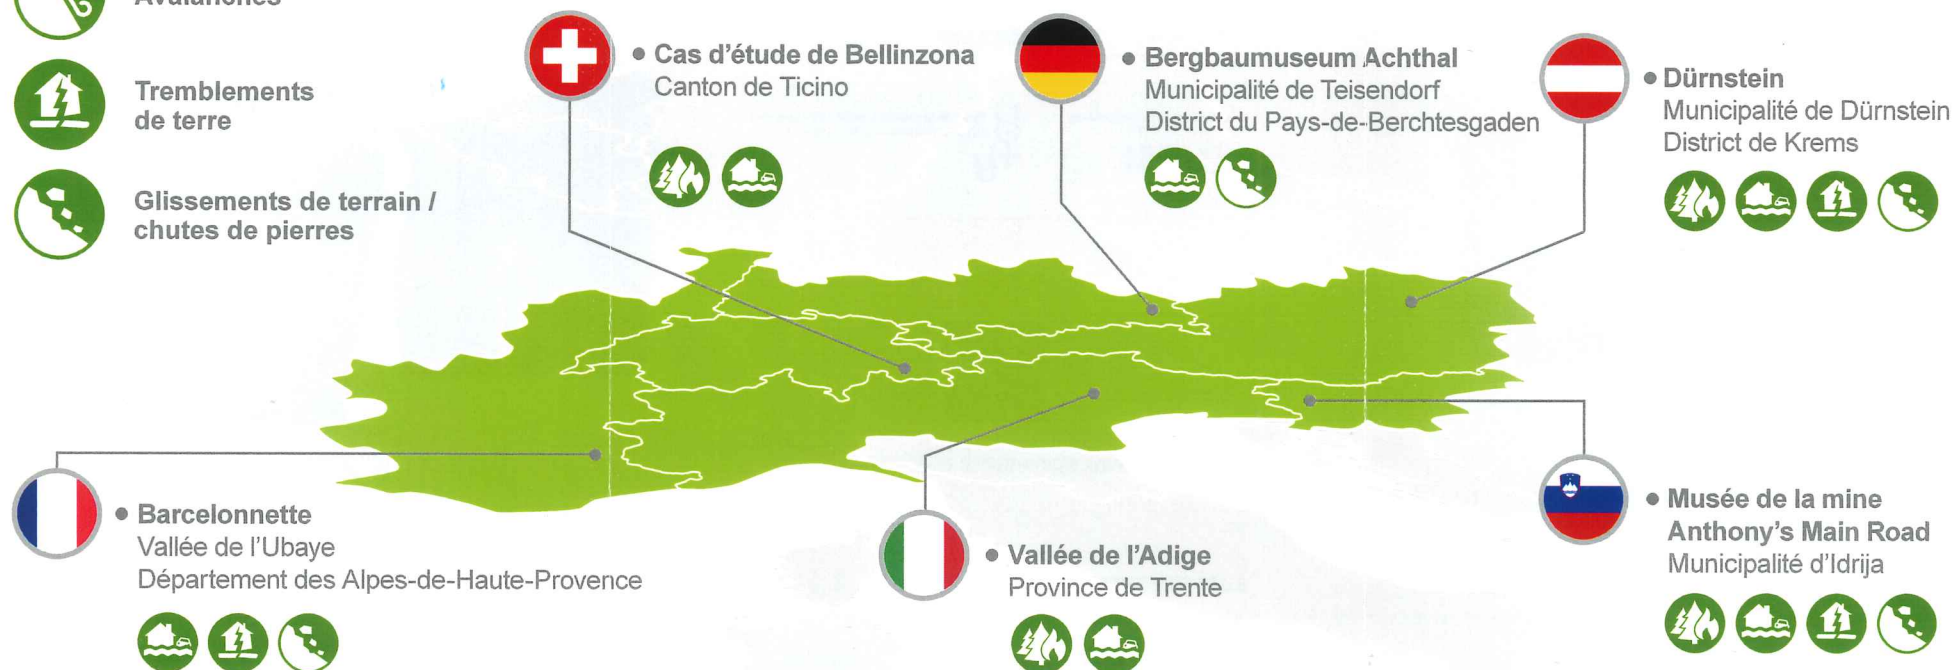 Avalanches
Tremblements
de terre
Glissements de terrain /
chutes de pierres
Cas d'étude de Bellinzona
Canton de Ticino
Bergbaumuseum Achthal
Municipalité de Teisendorf
District du Pays-de-Berchtesgaden
Dürnstein
Municipalité de Dürnstein
District de Krems
Barcelonnette
Vallée de l'Ubaye
Département des Alpes-de-Haute-Provence
Vallée de l'Adige
Province de Trente
Musée de la mine
Anthony's Main Road
Municipalité d'Idrija